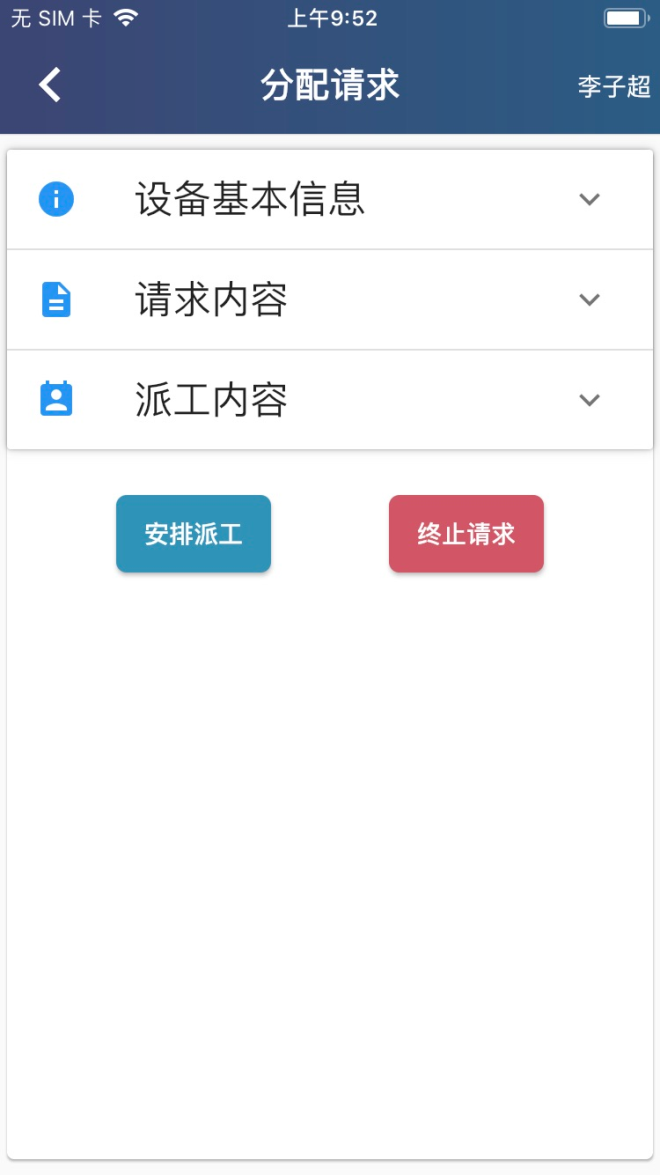 无 SIM 卡
上午9:52
分配请求
李子超
设备基本信息
请求内容
派工内容
安排派工
终止请求